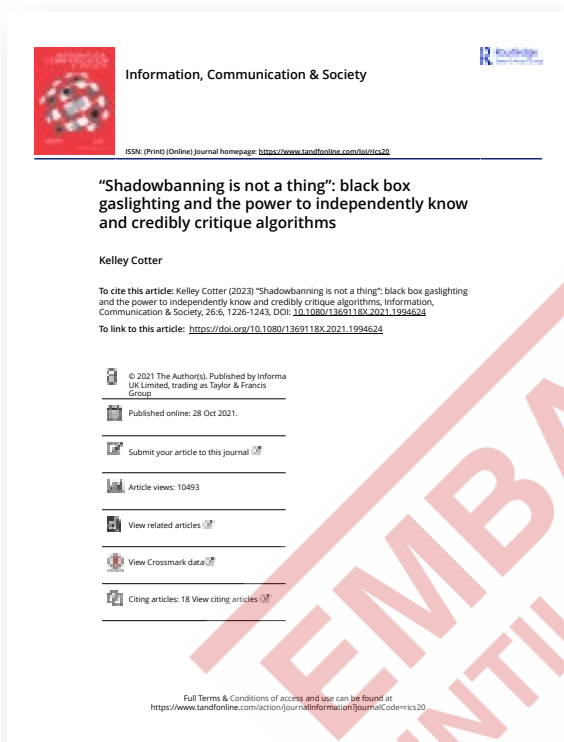 Information, Communication & Society
ISSN: (Print) (Online) Journal homepage: https://www.tandfonline.com/loi/rics20
“Shadowbanning is not a thing”: black box
gaslighting and the power to independently know
and credibly critique algorithms
Kelley Cotter
To cite this article: Kelley Cotter (2023) “Shadowbanning is not a thing”: black box gaslighting
and the power to independently know and credibly critique algorithms, Information,
Communication & Society, 26:6, 1226-1243, DOI: 10.1080/1369118X.2021.1994624
To link to this article: https://doi.org/10.1080/1369118X.2021.1994624
© 2021 The Author(s). Published by Informa
UK Limited, trading as Taylor & Francis
Group
Published online: 28 Oct 2021.
Submit your article to this journal
Article views: 10493
View related articles
View Crossmark data
Citing articles: 18 View citing articles
Full Terms & Conditions of access and use can be found at
https://www.tandfonline.com/action/journalInformation?journalCode=rics20
EMBA
NTIL